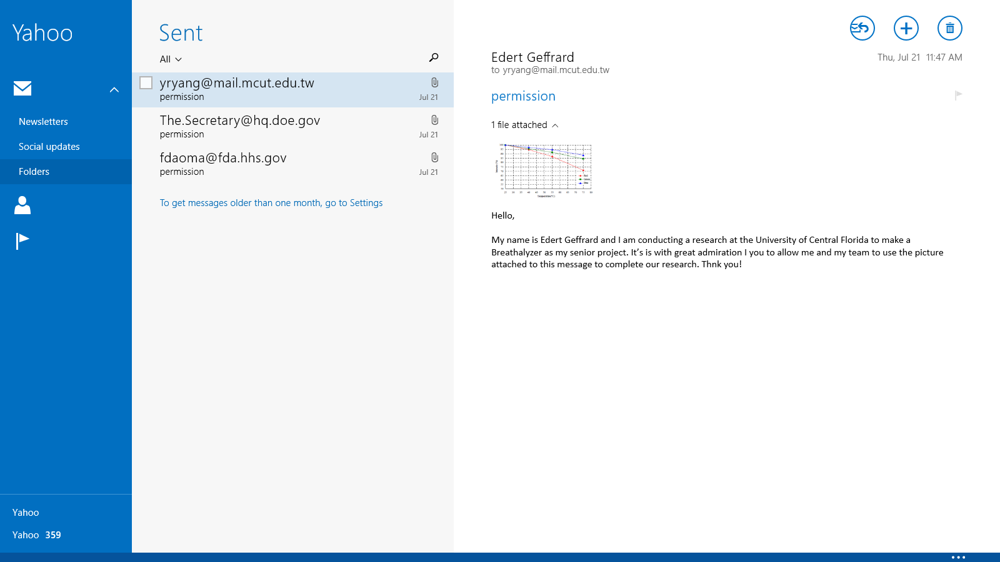 Yahoo
Newsletters
Social updates
Folders
Yahoo
Yahoo 359
Sent
All
yryang@mail.mcut.edu.tw
permission
Jul 21
The.Secretary@hq.doe.gov
permission
Jul 21
fdaoma@fda.hhs.gov
permission
Jul 21
To get messages older than one month, go to Settings
Edert Geffrard
Thu, Jul 21 11:47 AM
to yryang@mail.mcut.edu.tw
permission
1 file attached
Hello,
My name is Edert Geffrard and I am conducting a research at the University of Central Florida to make a
Breathalyzer as my senior project. It’s is with great admiration I you to allow me and my team to use the picture
attached to this message to complete our research. Thnk you!